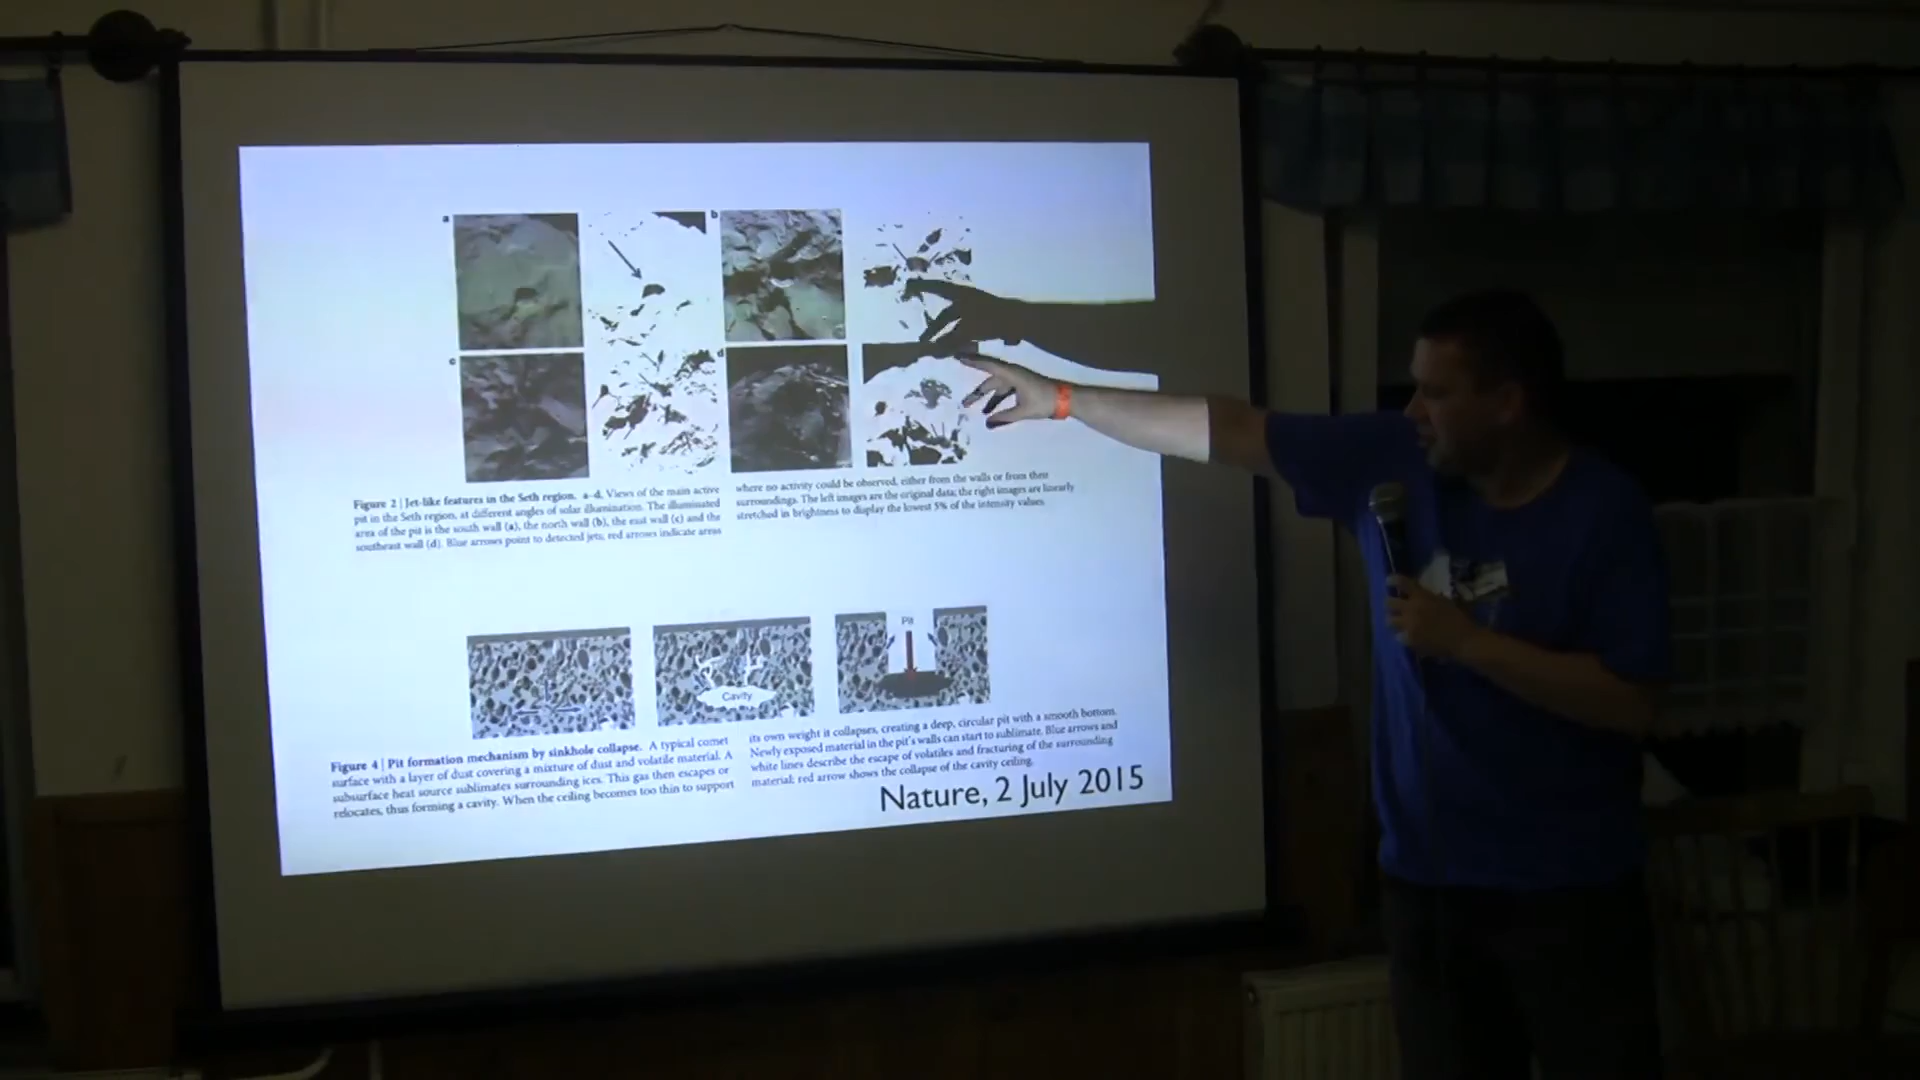 a
b
c
d
Figure 2 | Jet-like features in the Seth region. a–d, Views of the main active
pit in the Seth region, at different angles of solar illumination. The illuminated
area of the pit is the south wall (a), the north wall (b), the east wall (c) and the
southeast wall (d). Blue arrows point to detected jets; red arrows indicate areas
where no activity could be observed, either from the walls or from their
surroundings. The left images are the original data; the right images are linearly
stretched in brightness to display the lowest 5% of the intensity values.
Cavity
Pit
Figure 4 | Pit formation mechanism by sinkhole collapse. A typical comet
surface with a layer of dust covering a mixture of dust and volatile material. A
subsurface heat source sublimates surrounding ices. This gas then escapes or
relocates, thus forming a cavity. When the ceiling becomes too thin to support
its own weight it collapses, creating a deep, circular pit with a smooth bottom.
Newly exposed material in the pit's walls can start to sublimate. Blue arrows and
white lines describe the escape of volatiles and fracturing of the surrounding
material; red arrow shows the collapse of the cavity ceiling.
Nature, 2 July 2015